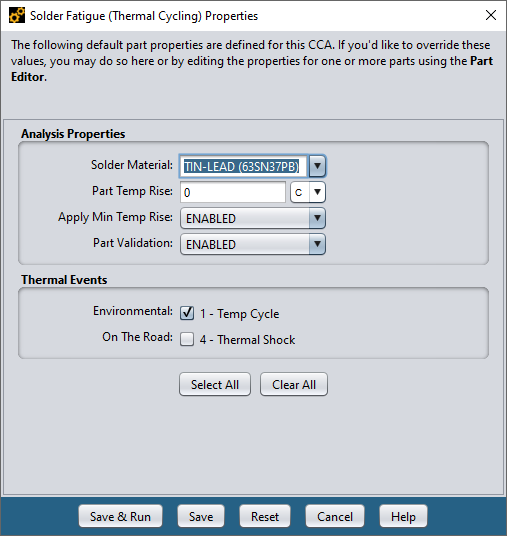 Solder Fatigue (Thermal Cycling) Properties
The following default part properties are defined for this CCA. If you'd like to override these
values, you may do so here or by editing the properties for one or more parts using the Part
Editor.
Analysis Properties
Solder Material: TIN-LEAD (63SN37PB)
Part Temp Rise: 0 C
Apply Min Temp Rise: ENABLED
Part Validation: ENABLED
Thermal Events
Environmental: 1 - Temp Cycle
On The Road: 4 - Thermal Shock
Select All Clear All
Save & Run Save Reset Cancel Help